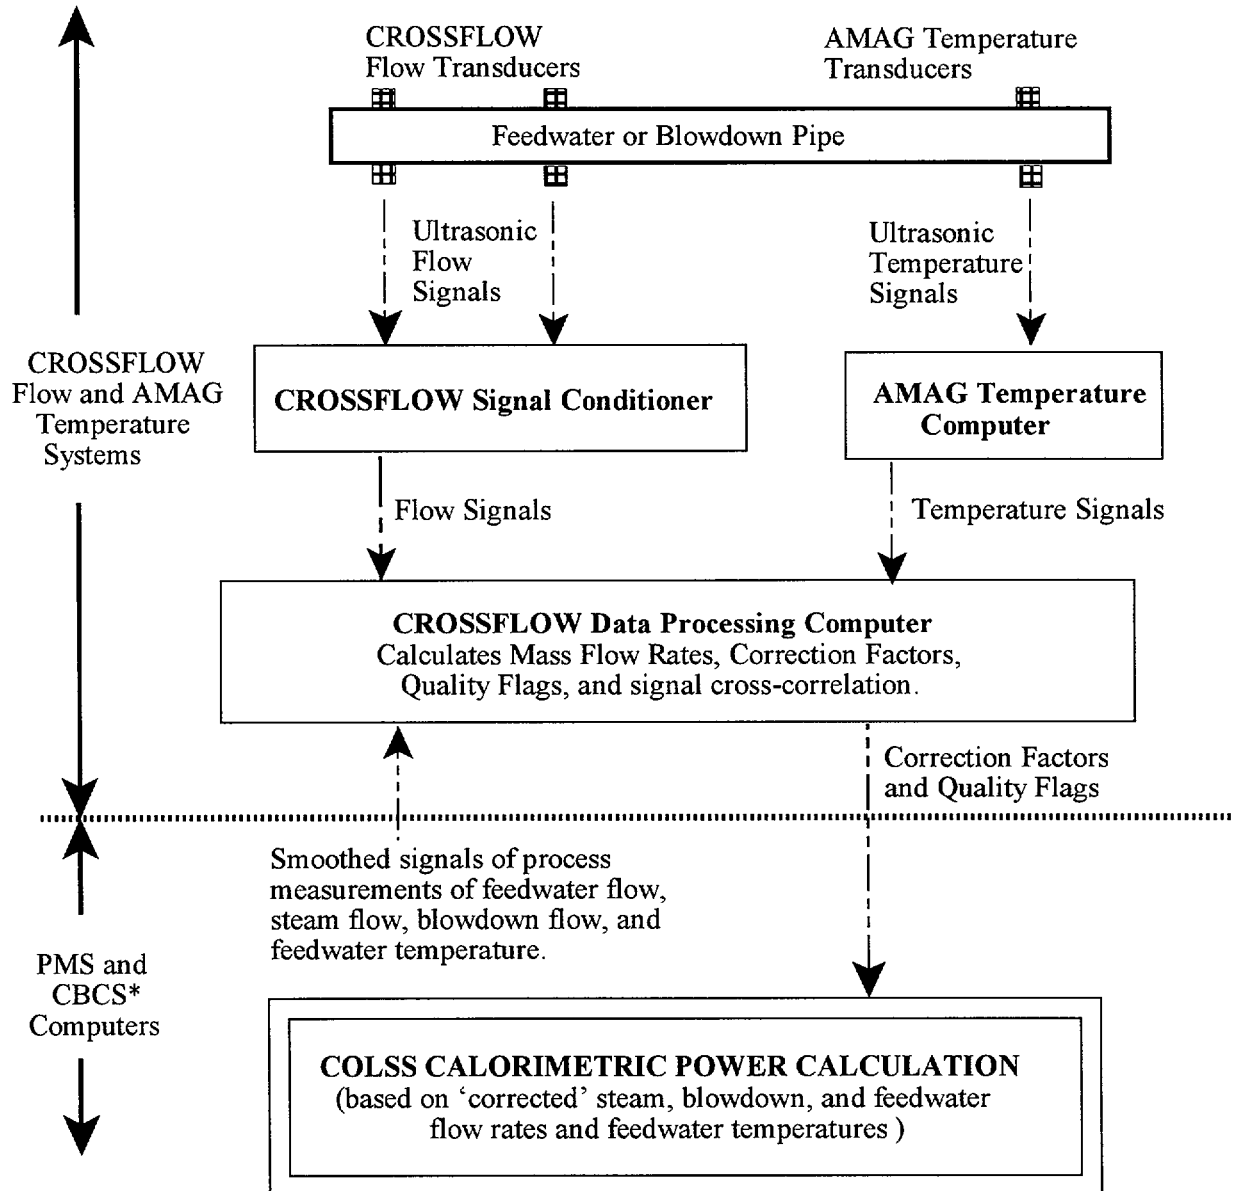 CROSSFLOW
Flow Transducers
AMAG Temperature
Transducers
Feedwater or Blowdown Pipe
Ultrasonic
Flow
Signals
Ultrasonic
Temperature
Signals
CROSSFLOW
Flow and AMAG
Temperature
Systems
CROSSFLOW Signal Conditioner
AMAG Temperature
Computer
Flow Signals
Temperature Signals
CROSSFLOW Data Processing Computer
Calculates Mass Flow Rates, Correction Factors,
Quality Flags, and signal cross-correlation.
Correction Factors
and Quality Flags
Smoothed signals of process
measurements of feedwater flow,
steam flow, blowdown flow, and
feedwater temperature.
PMS and
CBCS*
Computers
COLSS CALORIMETRIC POWER CALCULATION
(based on ‘corrected’ steam, blowdown, and feedwater
flow rates and feedwater temperatures )